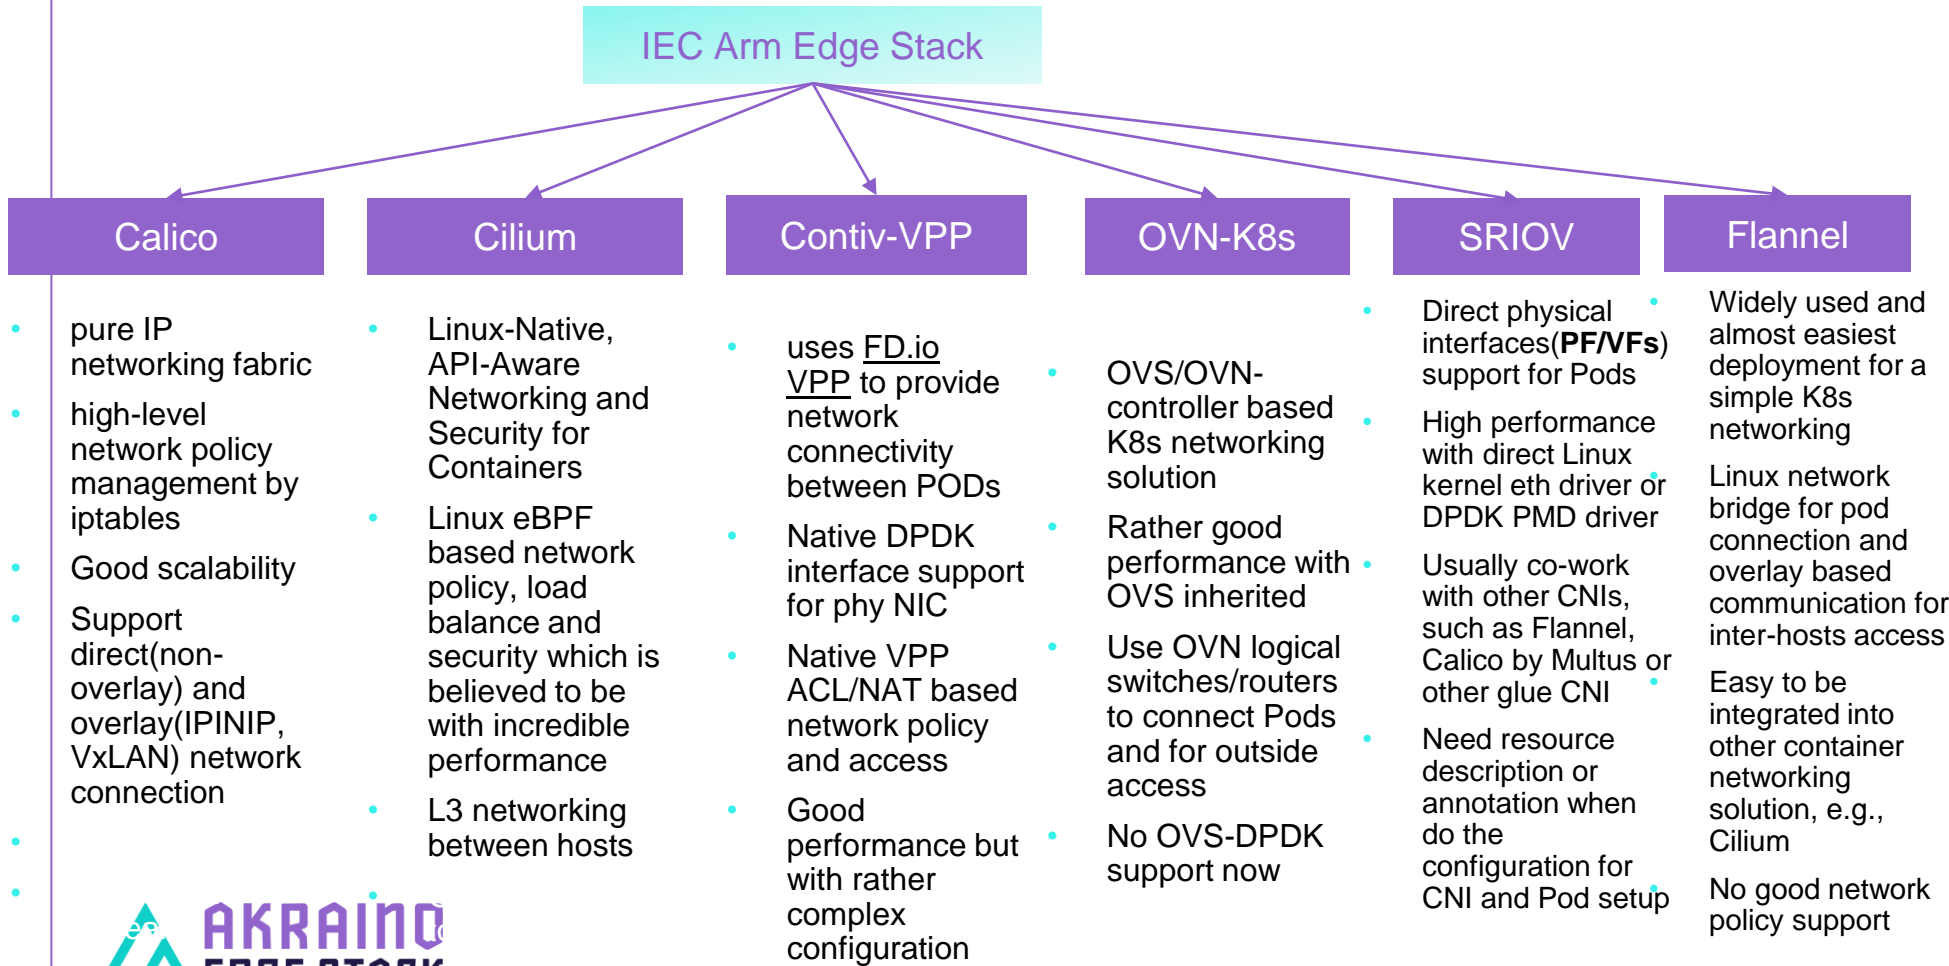 IEC Arm Edge Stack
Calico
pure IP
networking fabric
high-level
network policy
management by
iptables
Good scalability
Support
direct(non-
overlay) and
overlay(IPINIP,
VxLAN) network
connection
Cilium
Linux-Native,
API-Aware
Networking and
Security for
Containers
Linux eBPF
based network
policy, load
balance and
security which is
believed to be
with incredible
performance
L3 networking
between hosts
Contiv-VPP
uses FD.io
VPP to provide
network
connectivity
between PODs
Native DPDK
interface support
for phy NIC
Native VPP
ACL/NAT based
network policy
and access
Good
performance but
with rather
complex
configuration
OVN-K8s
OVS/OVN-
controller based
K8s networking
solution
Rather good
performance with
OVS inherited
Use OVN logical
switches/routers
to connect Pods
and for outside
access
No OVS-DPDK
support now
SRIOV
Direct physical
interfaces(PF/VFs)
support for Pods
High performance
with direct Linux
kernel eth driver or
DPDK PMD driver
Usually co-work
with other CNIs,
such as Flannel,
Calico by Multus or
other glue CNI
Need resource
description or
annotation when
do the
configuration for
CNI and Pod setup
Flannel
Widely used and
almost easiest
deployment for a
simple K8s
networking
Linux network
bridge for pod
connection and
overlay based
communication for
inter-hosts access
Easy to be
integrated into
other container
networking
solution, e.g.,
Cilium
No good network
policy support
AKRAINO
EDGE STACK